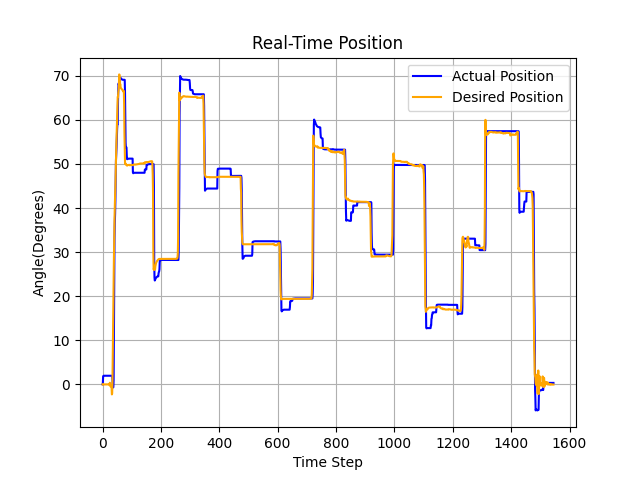 Real-Time Position
Actual Position
Desired Position
70
60
50
40
30
20
10
0
Angle(Degrees)
0 200 400 600 800 1000 1200 1400 1600
Time Step